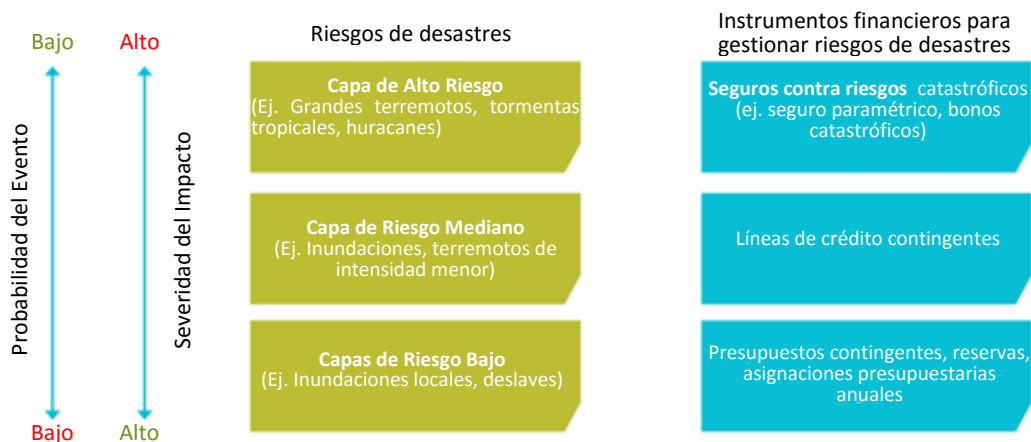 Bajo
Alto
Riesgos de desastres
Instrumentos financieros para
gestionar riesgos de desastres
Probabilidad del Evento
Severidad del Impacto
Capa de Alto Riesgo
(Ej. Grandes terremotos, tormentas
tropicales, huracanes)
Seguros contra riesgos catastróficos
(ej. seguro paramétrico, bonos
catastróficos)
Capa de Riesgo Mediano
(Ej. Inundaciones, terremotos de
intensidad menor)
Líneas de crédito contingentes
Capas de Riesgo Bajo
(Ej. Inundaciones locales, deslaves)
Presupuestos contingentes, reservas,
asignaciones presupuestarias
anuales
Bajo
Alto